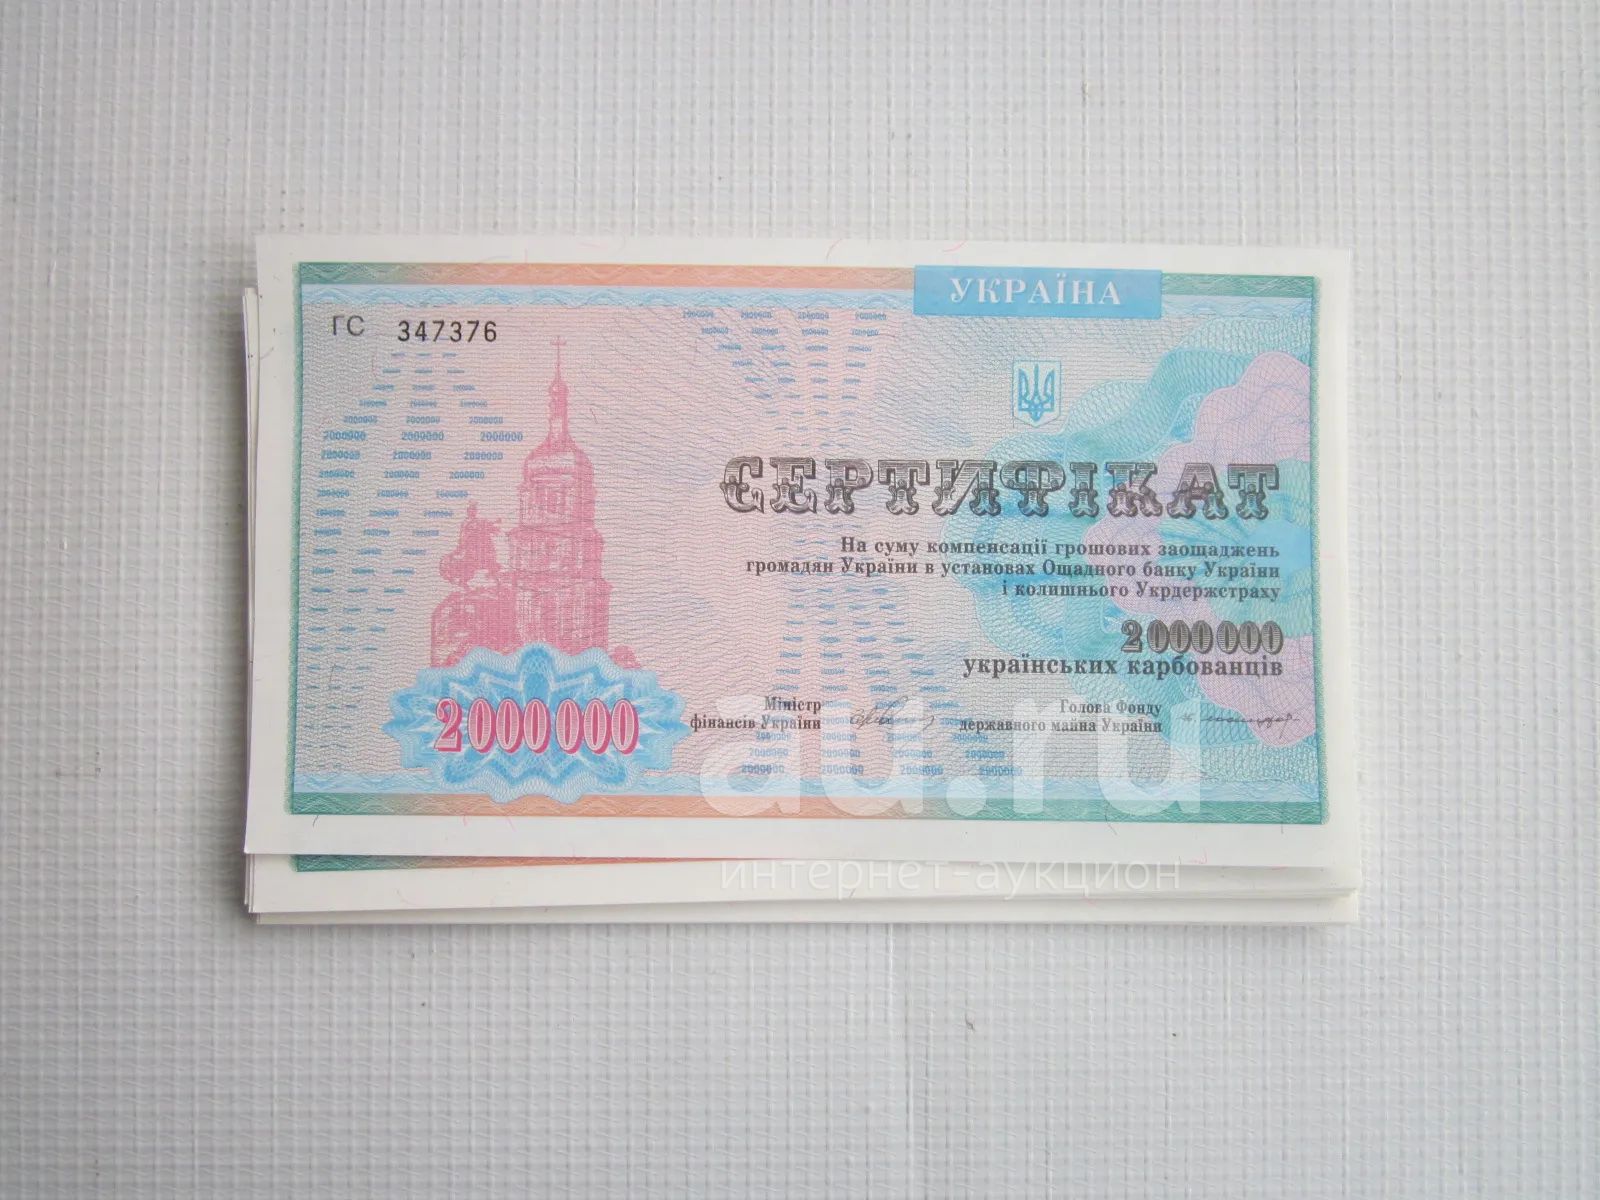 УКРАЇНА
ГС 347376
СЕРТИФІКАТ
На суму компенсації грошових заощаджень
громадян України в установах Ощадного банку України
і колишнього Укрдержстраху
2000000
українських карбованців
Міністр
фінансів України
Голова Фонду
державного майна України
2000000
au.ru
интернет-аукцион